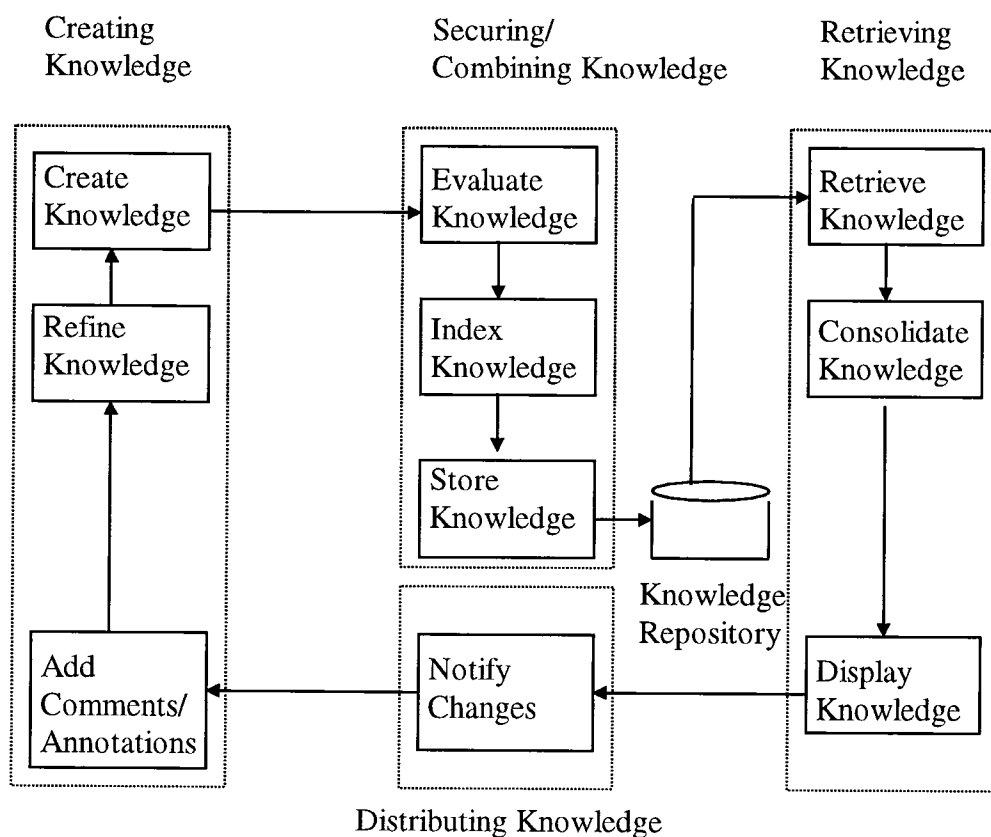 Creating
Knowledge
Securing/
Combining Knowledge
Retrieving
Knowledge
Create
Knowledge
Evaluate
Knowledge
Retrieve
Knowledge
Refine
Knowledge
Index
Knowledge
Consolidate
Knowledge
Store
Knowledge
Knowledge
Repository
Add
Comments/
Annotations
Notify
Changes
Display
Knowledge
Distributing Knowledge